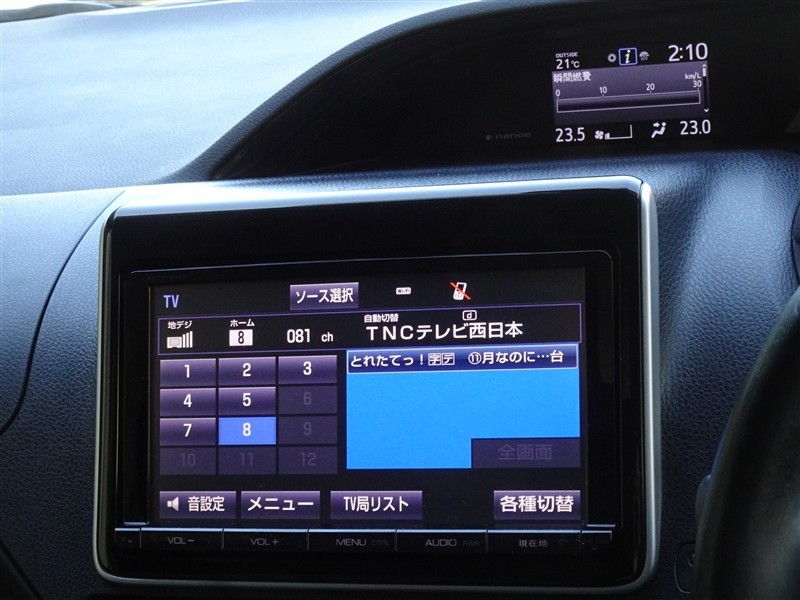 OUTSIDE
21℃
i
2:10
瞬間燃費
km/L
0 10 20 30
23.5
23.0
nanoe
TV
ソース選択
地デジ
ホーム
8
081 ch
自動切替
d
TNCテレビ西日本
とれたてっ!字デ ⑪月なのに…台
1 2 3
4 5 6
7 8 9
10 11 12
全画面
音設定
メニュー
TV局リスト
各種切替
VOL−
VOL+
MENU
AUDIO PWR
現在地